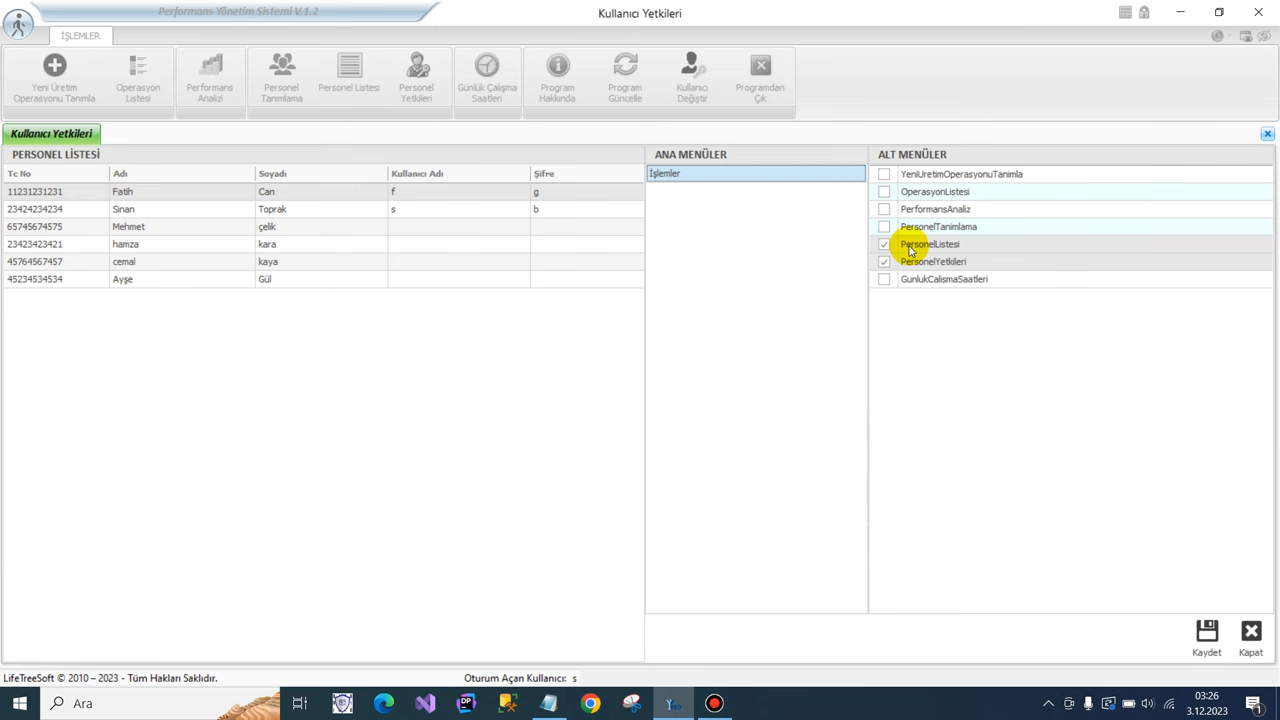 Performans Yönetim Sistemi V.1.2
Kullanıcı Yetkileri
İŞLEMLER
Yeni Üretim
Operasyonu Tanımla
Operasyon
Listesi
Performans
Analizi
Personel
Tanımlama
Personel Listesi
Personel
Yetkileri
Günlük Çalışma
Saatleri
Program
Hakkında
Program
Güncelle
Kullanıcı
Değiştir
Programdan
Çık
Kullanıcı Yetkileri
PERSONEL LİSTESİ
Tc No Adı Soyadı Kullanıcı Adı Şifre
11231231231 Fatih Can f g
23424234234 Sinan Toprak s b
65745674575 Mehmet çelik
23423423421 hamza kara
45764567457 cemal kaya
45234534534 Ayşe Gül
ANA MENÜLER
İşlemler
ALT MENÜLER
YeniUretimOperasyonuTanimla
OperasyonListesi
PerformansAnaliz
PersonelTanimlama
PersonelListesi
PersonelYetkileri
GunlukCalismaSaatleri
Kaydet
Kapat
LifeTreeSoft © 2010 – 2023 - Tüm Hakları Saklıdır.
Oturum Açan Kullanıcı: s
Ara
03:26
3.12.2023